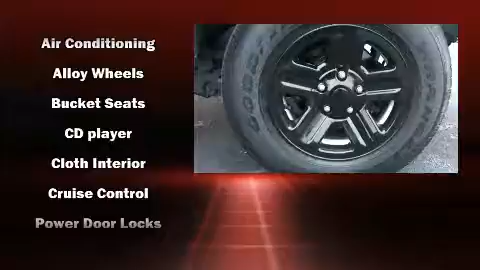 Air Conditioning
Alloy Wheels
Bucket Seats
CD player
Cloth Interior
Cruise Control
Power Door Locks